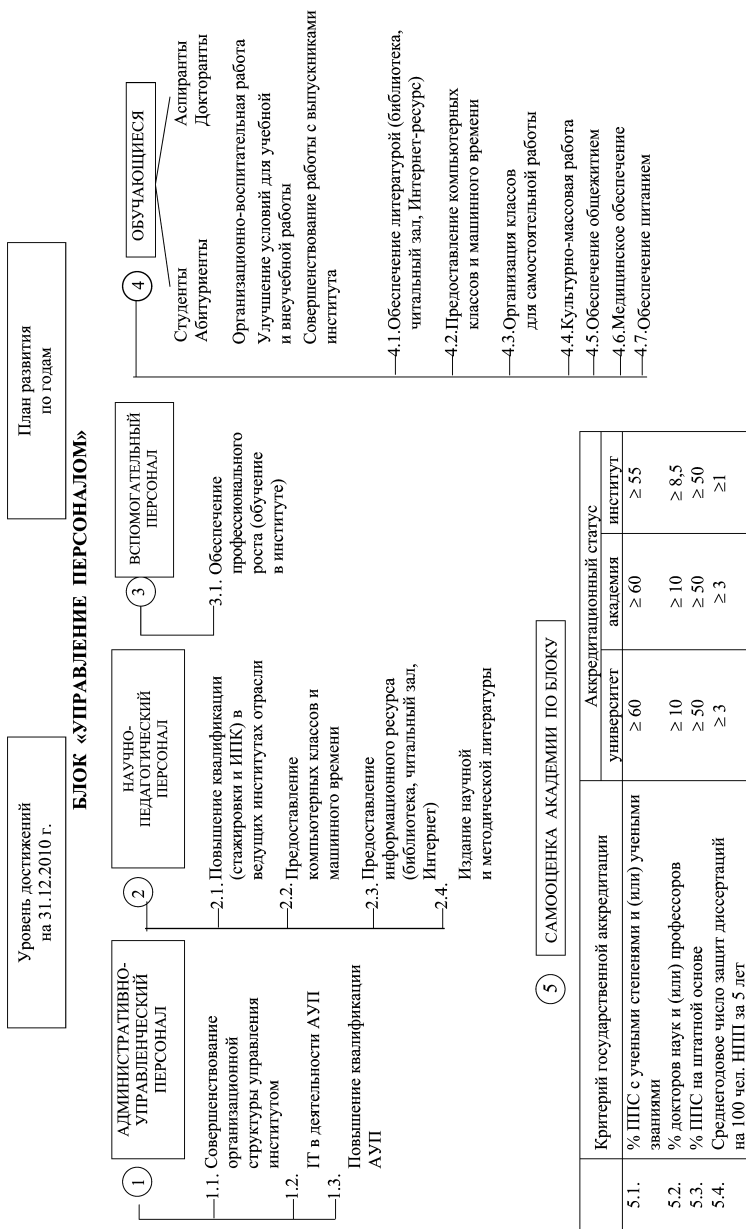 Уровень достижений
на 31.12.2010 г.
План развития
по годам
БЛОК «УПРАВЛЕНИЕ ПЕРСОНАЛОМ»
1
АДМИНИСТРАТИВНО-
УПРАВЛЕНЧЕСКИЙ
ПЕРСОНАЛ
1.1. Совершенствование
организационной
структуры управления
институтом
1.2. IT в деятельности АУП
1.3. Повышение квалификации
АУП
2
НАУЧНО-
ПЕДАГОГИЧЕСКИЙ
ПЕРСОНАЛ
2.1. Повышение квалификации
(стажировки и ИПК) в
ведущих институтах отрасли
2.2. Предоставление
компьютерных классов и
машинного времени
2.3. Предоставление
информационного ресурса
(библиотека, читальный зал,
Интернет)
2.4.
Издание научной
и методической литературы
3
ВСПОМОГАТЕЛЬНЫЙ
ПЕРСОНАЛ
3.1. Обеспечение
профессионального
роста (обучение
в институте)
4
ОБУЧАЮЩИЕСЯ
Студенты
Абитуриенты
Аспиранты
Докторанты
Организационно-воспитательная работа
Улучшение условий для учебной
и внеучебной работы
Совершенствование работы с выпускниками
института
4.1.Обеспечение литературой (библиотека,
читальный зал, Интернет-ресурс)
4.2.Предоставление компьютерных
классов и машинного времени
4.3.Организация классов
для самостоятельной работы
4.4.Культурно-массовая работа
4.5.Обеспечение общежитием
4.6.Медицинское обеспечение
4.7.Обеспечение питанием
5
САМООЦЕНКА АКАДЕМИИ ПО БЛОКУ
Критерий государственной аккредитации
Аккредитационный статус
университет академия институт
5.1. % ППС с учеными степенями и (или) учеными ≥ 60 ≥ 60 ≥ 55
званиями
5.2. % докторов наук и (или) профессоров ≥ 10 ≥ 10 ≥ 8,5
5.3. % ППС на штатной основе ≥ 50 ≥ 50 ≥ 50
5.4. Среднегодовое число защит диссертаций ≥ 3 ≥ 3 ≥1
на 100 чел. НПП за 5 лет